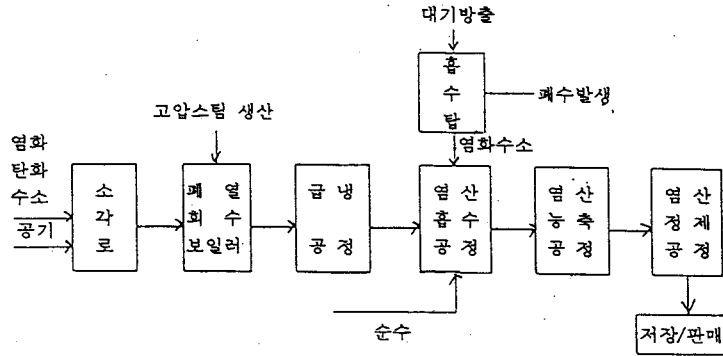 대기방출
흡
수
탑
폐수발생
고압스팀 생산
염화수소
염화
탄화
수소
공기
소
각
로
폐 열
회 수
보일러
급 냉
공정
염 산
흡 수
공 정
염 산
농 축
공 정
염 산
정 제
공 정
순수
저장/판매